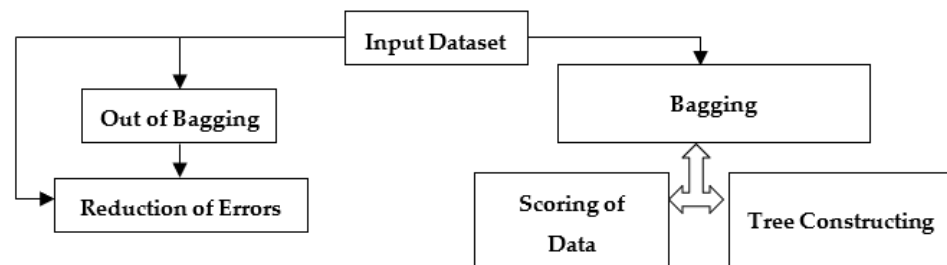 Input Dataset
Out of Bagging
Reduction of Errors
Bagging
Scoring of
Data
Tree Constructing